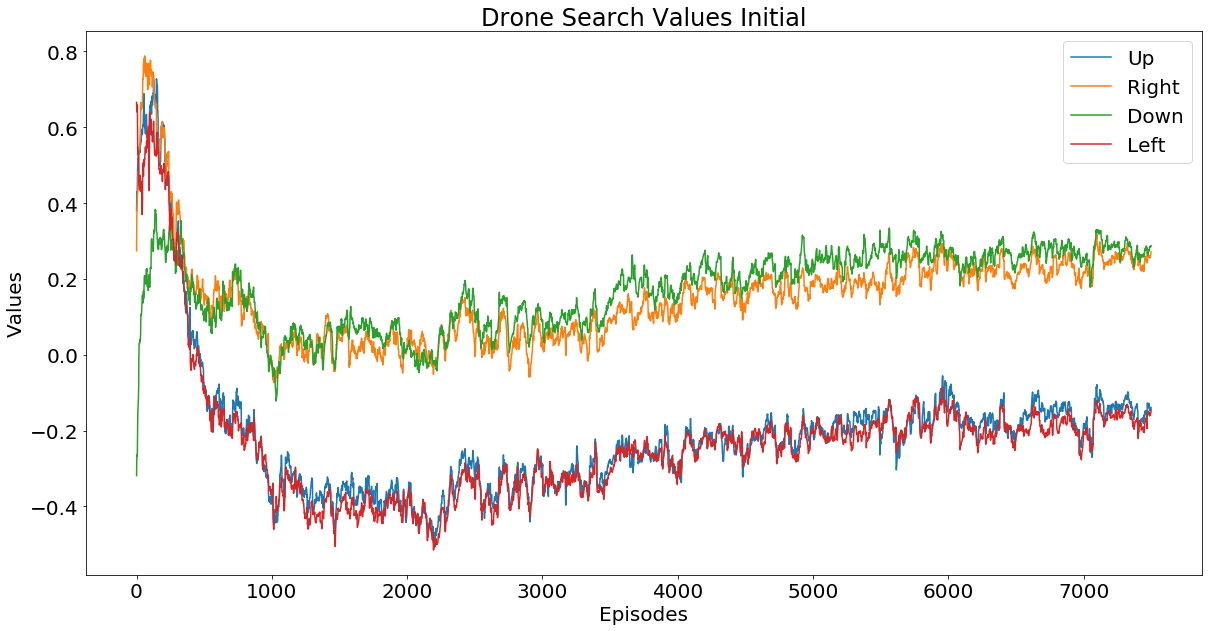 Drone Search Values Initial
Up
Right
Down
Left
0.8
0.6
0.4
0.2
0.0
−0.2
−0.4
Values
0 1000 2000 3000 4000 5000 6000 7000
Episodes